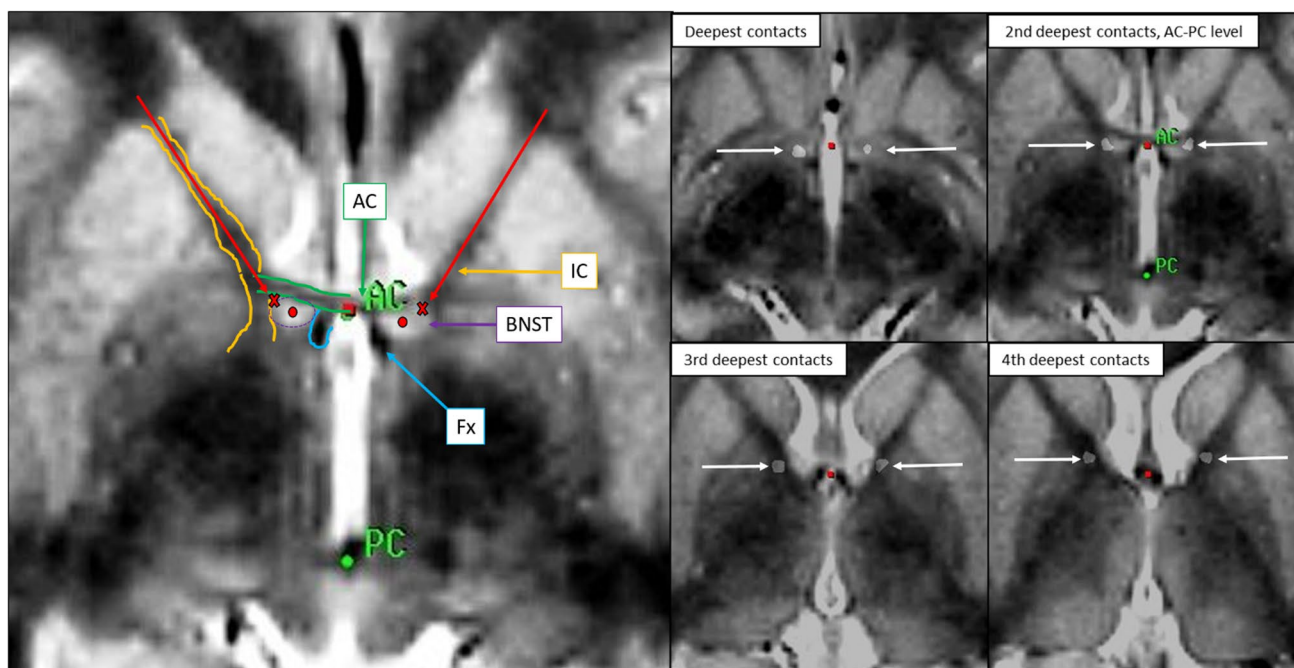 AC
IC
AC
BNST
Fx
PC
Deepest contacts
2nd deepest contacts, AC-PC level
AC
PC
3rd deepest contacts
4th deepest contacts